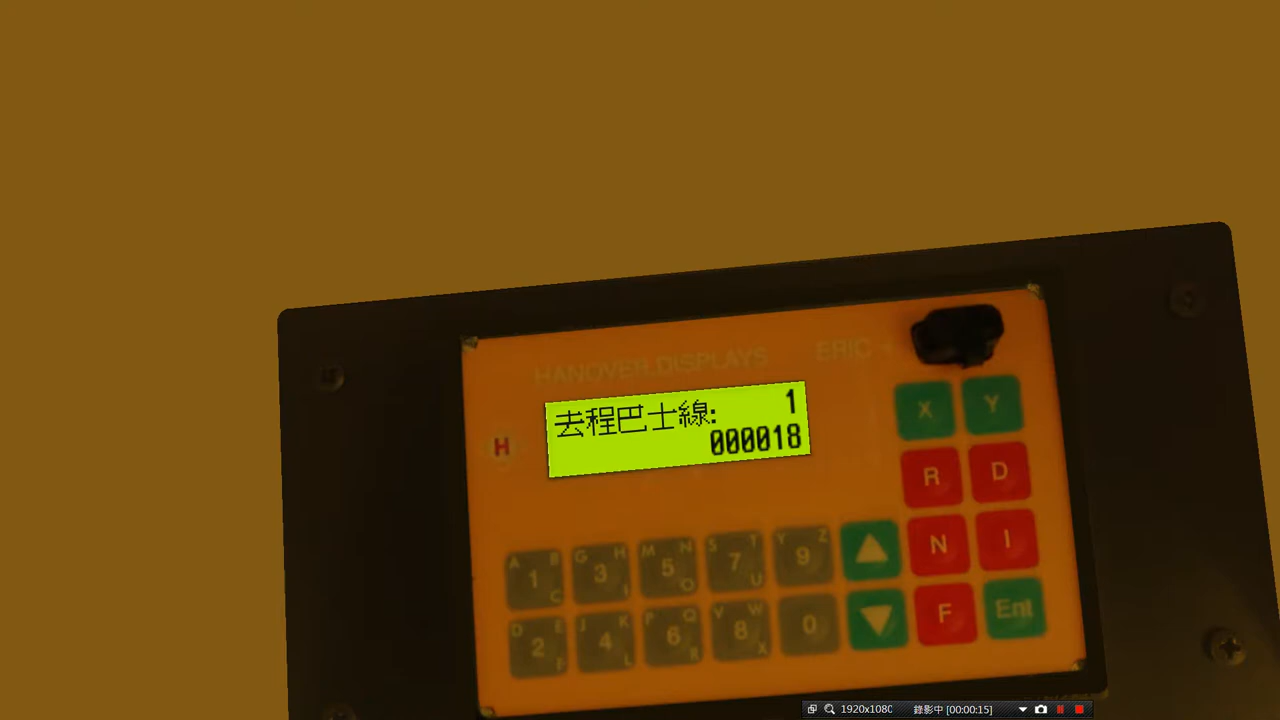 HANOVER DISPLAYS ERIC +
去程巴士線: 1
000018
H
X Y
R D
N I
F Ent
A B 1 C
G H 3 I
M N 5 O
S T 7 U
Y Z 9
D E 2 F
J K 4 L
P Q 6 R
V W 8 X
0
1920x1080 錄影中 [00:00:15]